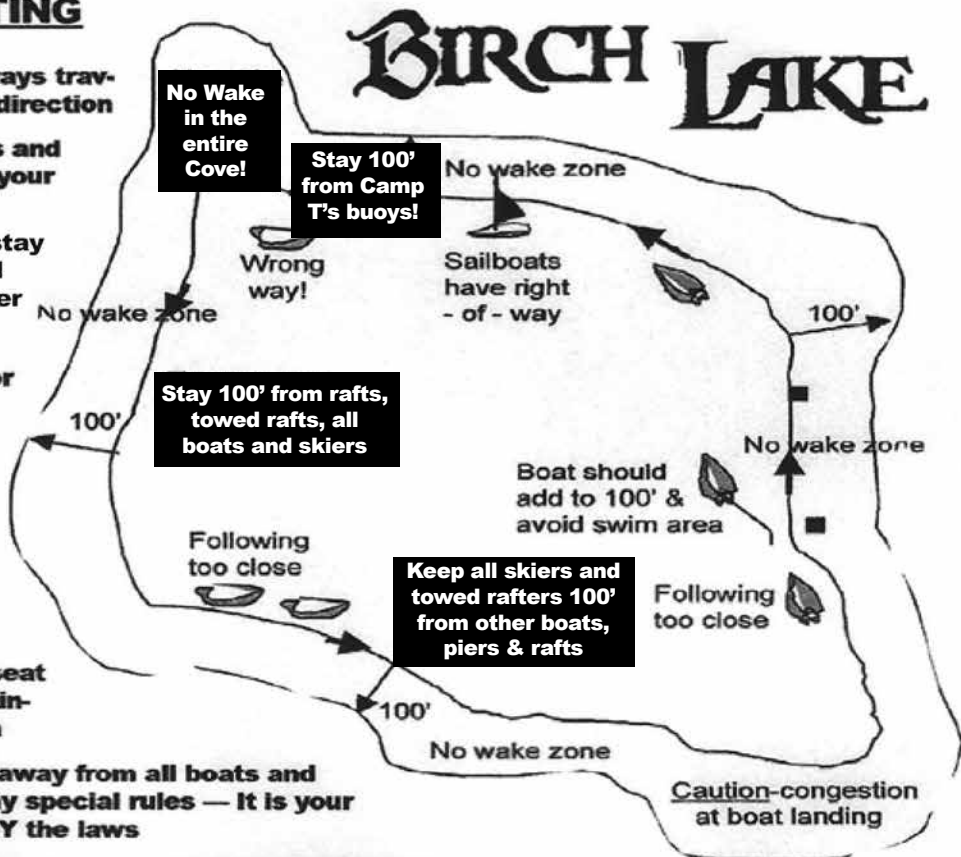 TING
BIRCH LAKE
ays trav-
direction
s and
your
stay
er
or
No Wake
in the
entire
Cove!
Stay 100'
from Camp
T's buoys!
No wake zone
Wrong
way!
Sailboats
have right
- of - way
No wake zone
100'
Stay 100' from rafts,
towed rafts, all
boats and skiers
100'
No wake zone
Boat should
add to 100' &
avoid swim area
Following
too close
Keep all skiers and
towed rafters 100'
from other boats,
piers & rafts
Following
too close
seat
in-
100'
No wake zone
away from all boats and
ny special rules — It is your
Y the laws
Caution-congestion
at boat landing